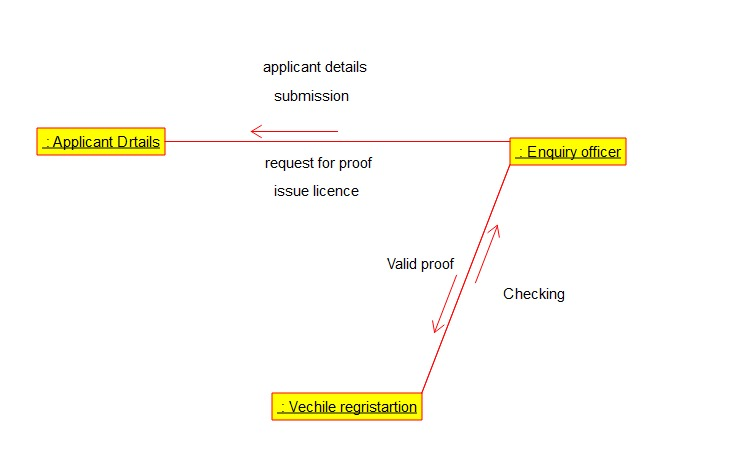 applicant details
submission
: Applicant Drtails
: Enquiry officer
request for proof
issue licence
Valid proof
Checking
: Vechile regristartion